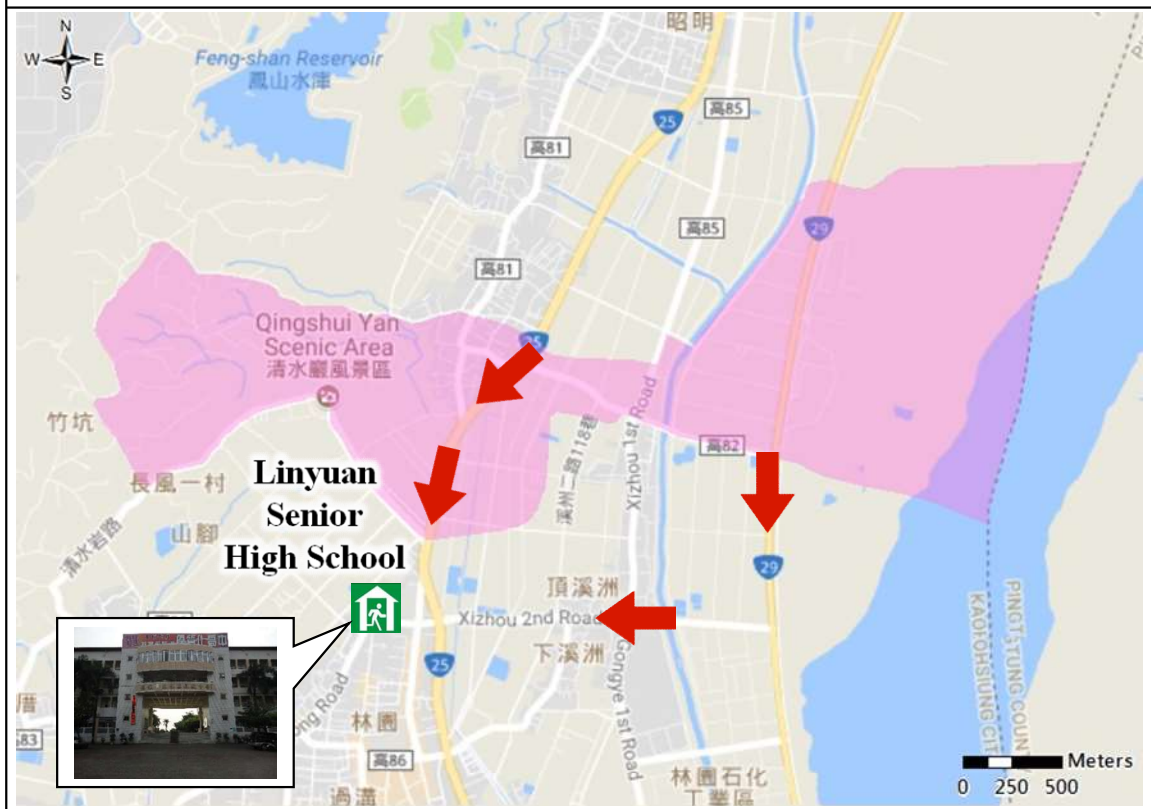 N
W E
S
昭明
Feng-shan Reservoir
鳳山水庫
高85
25
高81
高85
29
高81
25
Qingshui Yan
Scenic Area
清水巖風景區
竹坑
Xizhou 1st Road
溪州二路118巷
高82
長風一村
Linyuan
Senior
High School
山腳
清水岩路
29
頂溪洲
Xizhou 2nd Road
下溪洲
25
PINGTUNG COUNTY
KAOHSIUNG CITY
Gongye 1st Road
林園
高86
過溝
林園石化
工業區
83
Meters
0 250 500